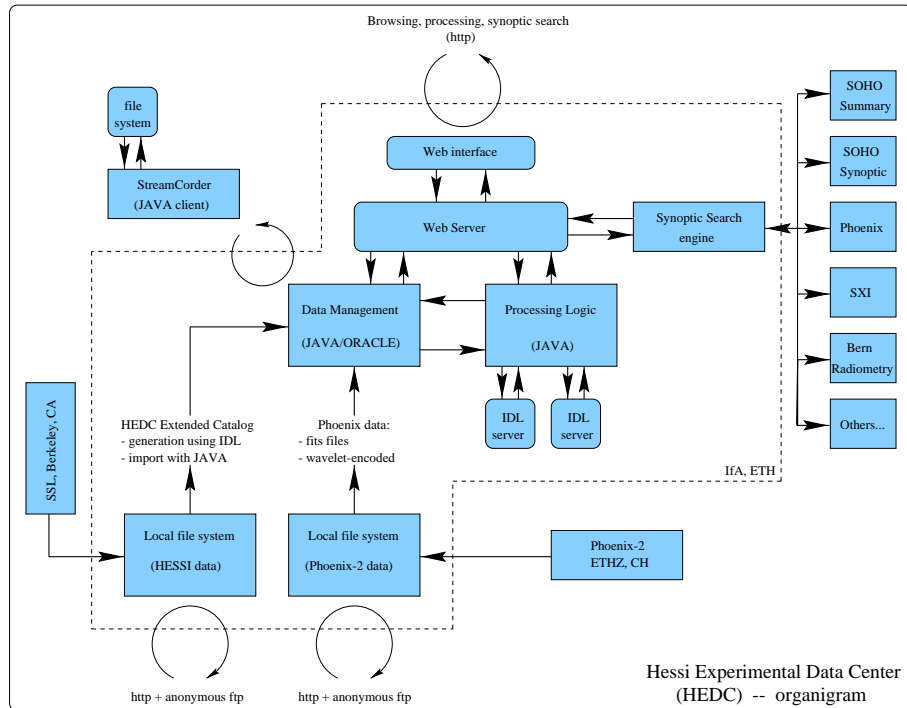 Browsing, processing, synoptic search
(http)
file
system
StreamCorder
(JAVA client)
Web interface
Web Server
Synoptic Search
engine
SOHO
Summary
SOHO
Synoptic
Phoenix
SXI
Bern
Radiometry
Others...
Data Management
(JAVA/ORACLE)
Processing Logic
(JAVA)
IDL
server
IDL
server
SSL, Berkeley, CA
HEDC Extended Catalog
- generation using IDL
- import with JAVA
Phoenix data:
- fits files
- wavelet-encoded
IfA, ETH
Local file system
(HESSI data)
Local file system
(Phoenix-2 data)
Phoenix-2
ETHZ, CH
http + anonymous ftp
http + anonymous ftp
Hessi Experimental Data Center
(HEDC) -- organigram